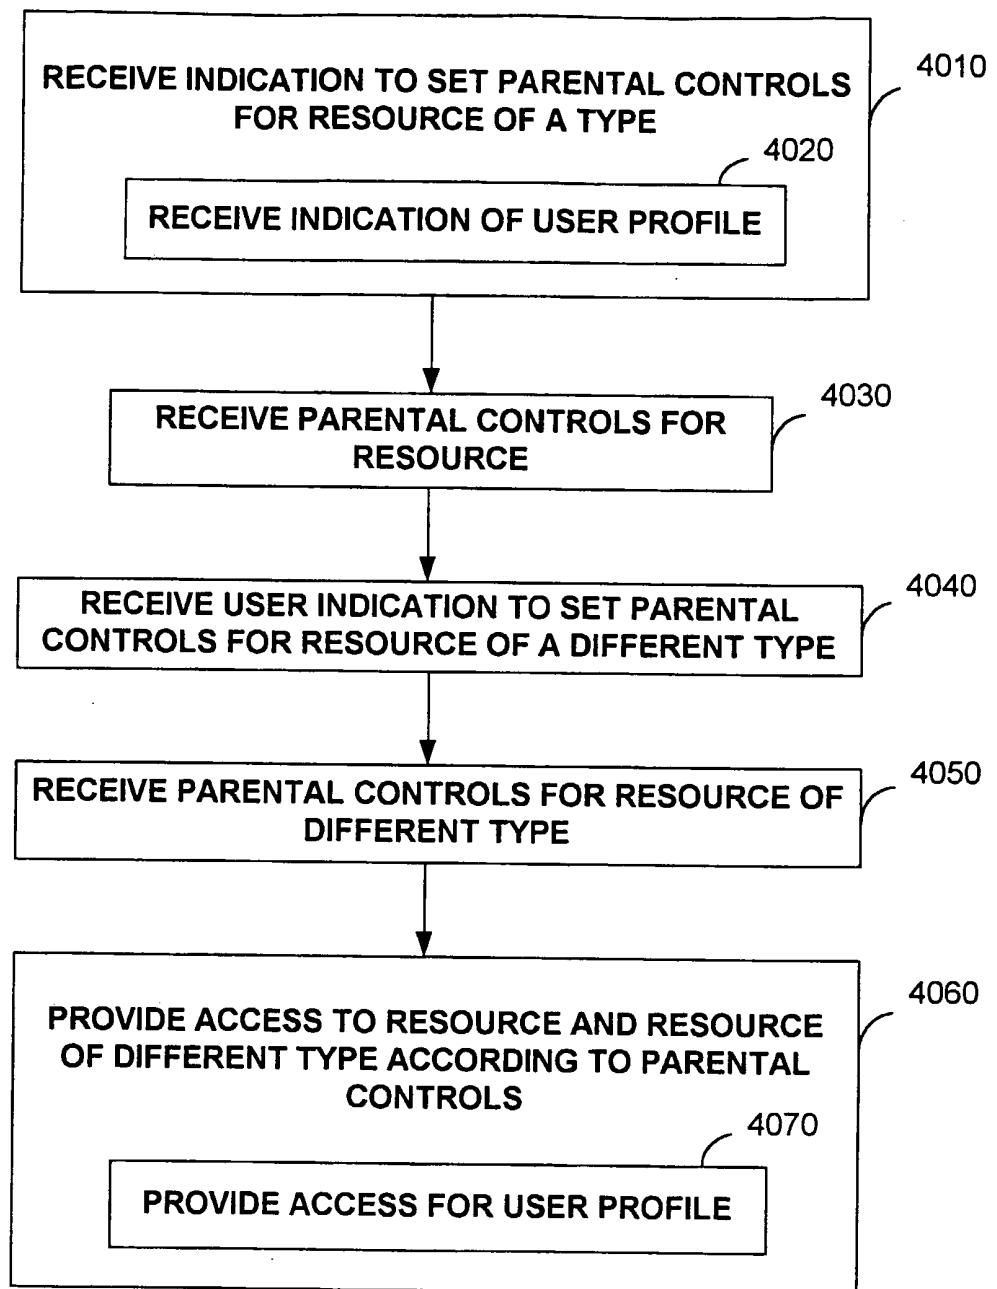 RECEIVE INDICATION TO SET PARENTAL CONTROLS
FOR RESOURCE OF A TYPE
4010
4020
RECEIVE INDICATION OF USER PROFILE
RECEIVE PARENTAL CONTROLS FOR
RESOURCE
4030
RECEIVE USER INDICATION TO SET PARENTAL
CONTROLS FOR RESOURCE OF A DIFFERENT TYPE
4040
RECEIVE PARENTAL CONTROLS FOR RESOURCE OF
DIFFERENT TYPE
4050
PROVIDE ACCESS TO RESOURCE AND RESOURCE
OF DIFFERENT TYPE ACCORDING TO PARENTAL
CONTROLS
4060
4070
PROVIDE ACCESS FOR USER PROFILE